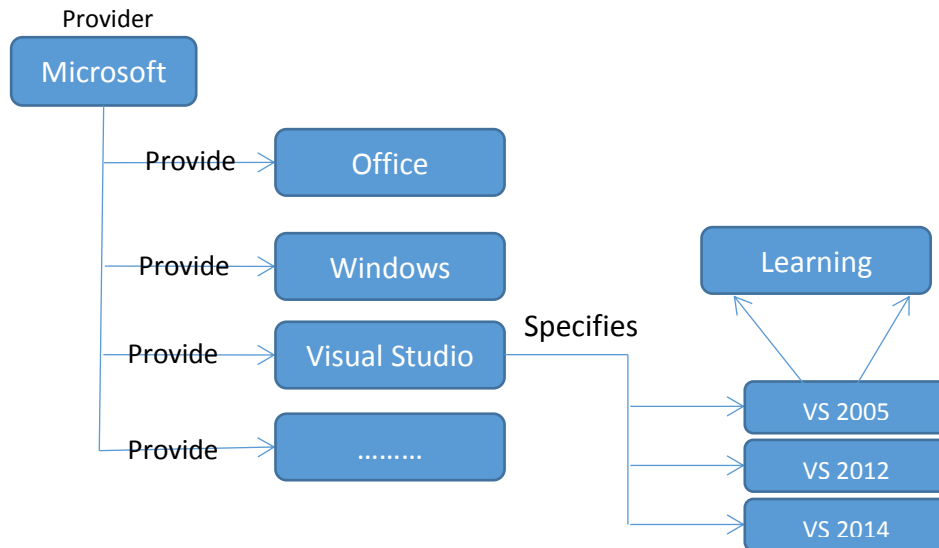 Provider
Microsoft
Provide
Office
Provide
Windows
Learning
Specifies
Provide
Visual Studio
VS 2005
Provide
.........
VS 2012
VS 2014